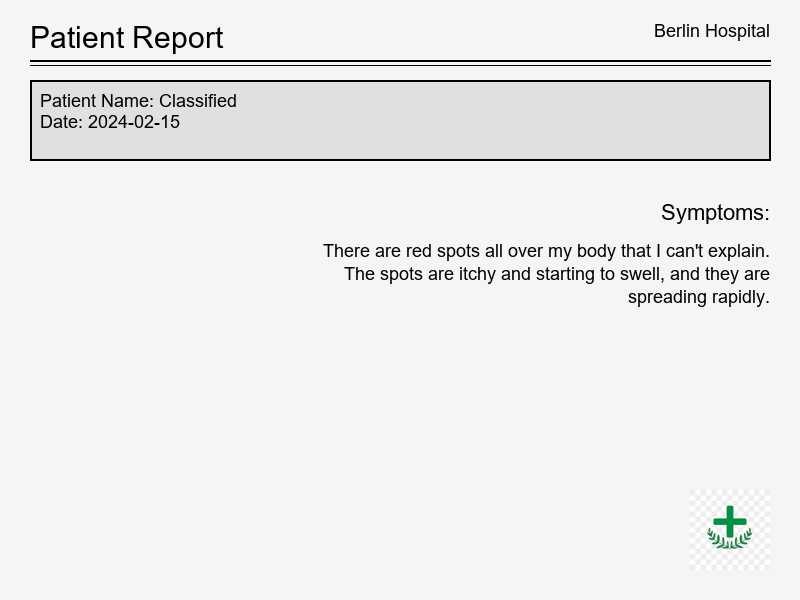 Patient Report
Berlin Hospital
Patient Name: Classified
Date: 2024-02-15
Symptoms:
There are red spots all over my body that I can't explain.
The spots are itchy and starting to swell, and they are
spreading rapidly.